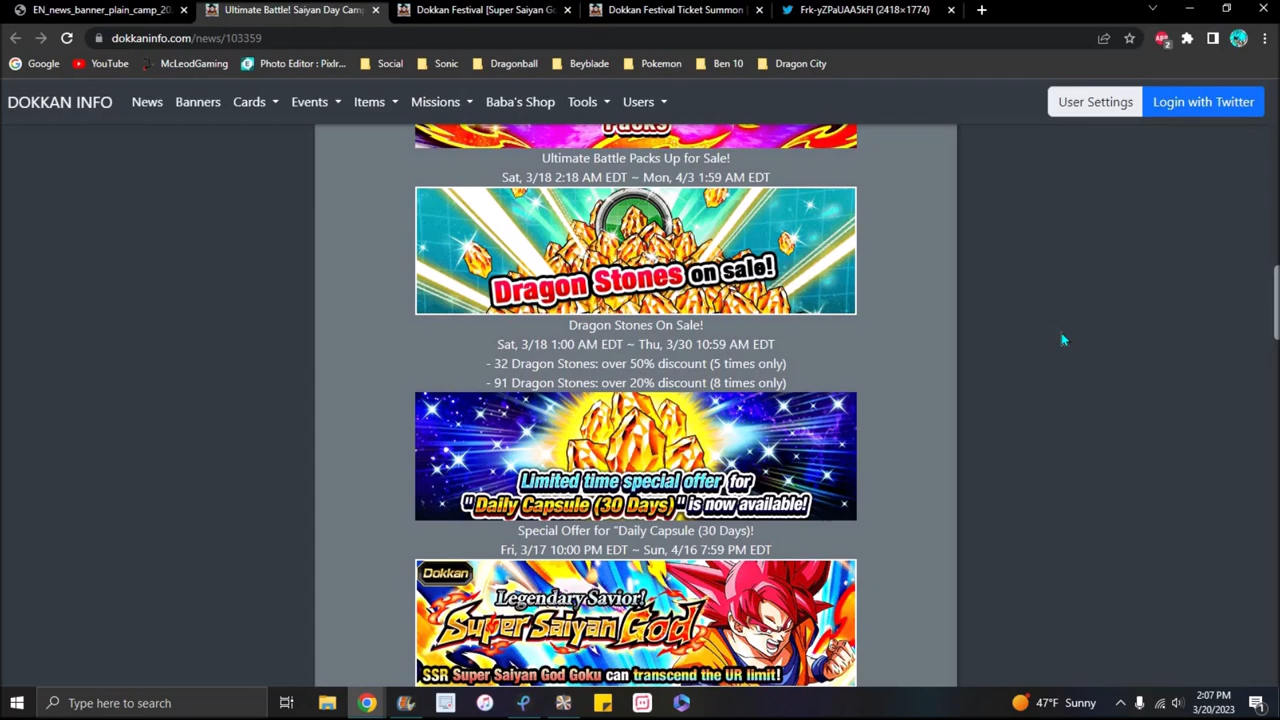 EN_news_banner_plain_camp_20
Ultimate Battle! Saiyan Day Camp
Dokkan Festival [Super Saiyan Go
Dokkan Festival Ticket Summon |
Frk-yZPaUAA5kFI (2418×1774)
dokkaninfo.com/news/103359
Google
YouTube
McLeodGaming
Photo Editor : Pixlr...
Social
Sonic
Dragonball
Beyblade
Pokemon
Ben 10
Dragon City
DOKKAN INFO
News
Banners
Cards
Events
Items
Missions
Baba's Shop
Tools
Users
User Settings
Login with Twitter
Packs
Ultimate Battle Packs Up for Sale!
Sat, 3/18 2:18 AM EDT ~ Mon, 4/3 1:59 AM EDT
Dragon Stones on sale!
Dragon Stones On Sale!
Sat, 3/18 1:00 AM EDT ~ Thu, 3/30 10:59 AM EDT
- 32 Dragon Stones: over 50% discount (5 times only)
- 91 Dragon Stones: over 20% discount (8 times only)
Limited time special offer for
"Daily Capsule (30 Days)" is now available!
Special Offer for "Daily Capsule (30 Days)!
Fri, 3/17 10:00 PM EDT ~ Sun, 4/16 7:59 PM EDT
Dokkan
Legendary Savior!
Super Saiyan God
SSR Super Saiyan God Goku can transcend the UR limit!
Type here to search
47°F Sunny
2:07 PM
3/20/2023